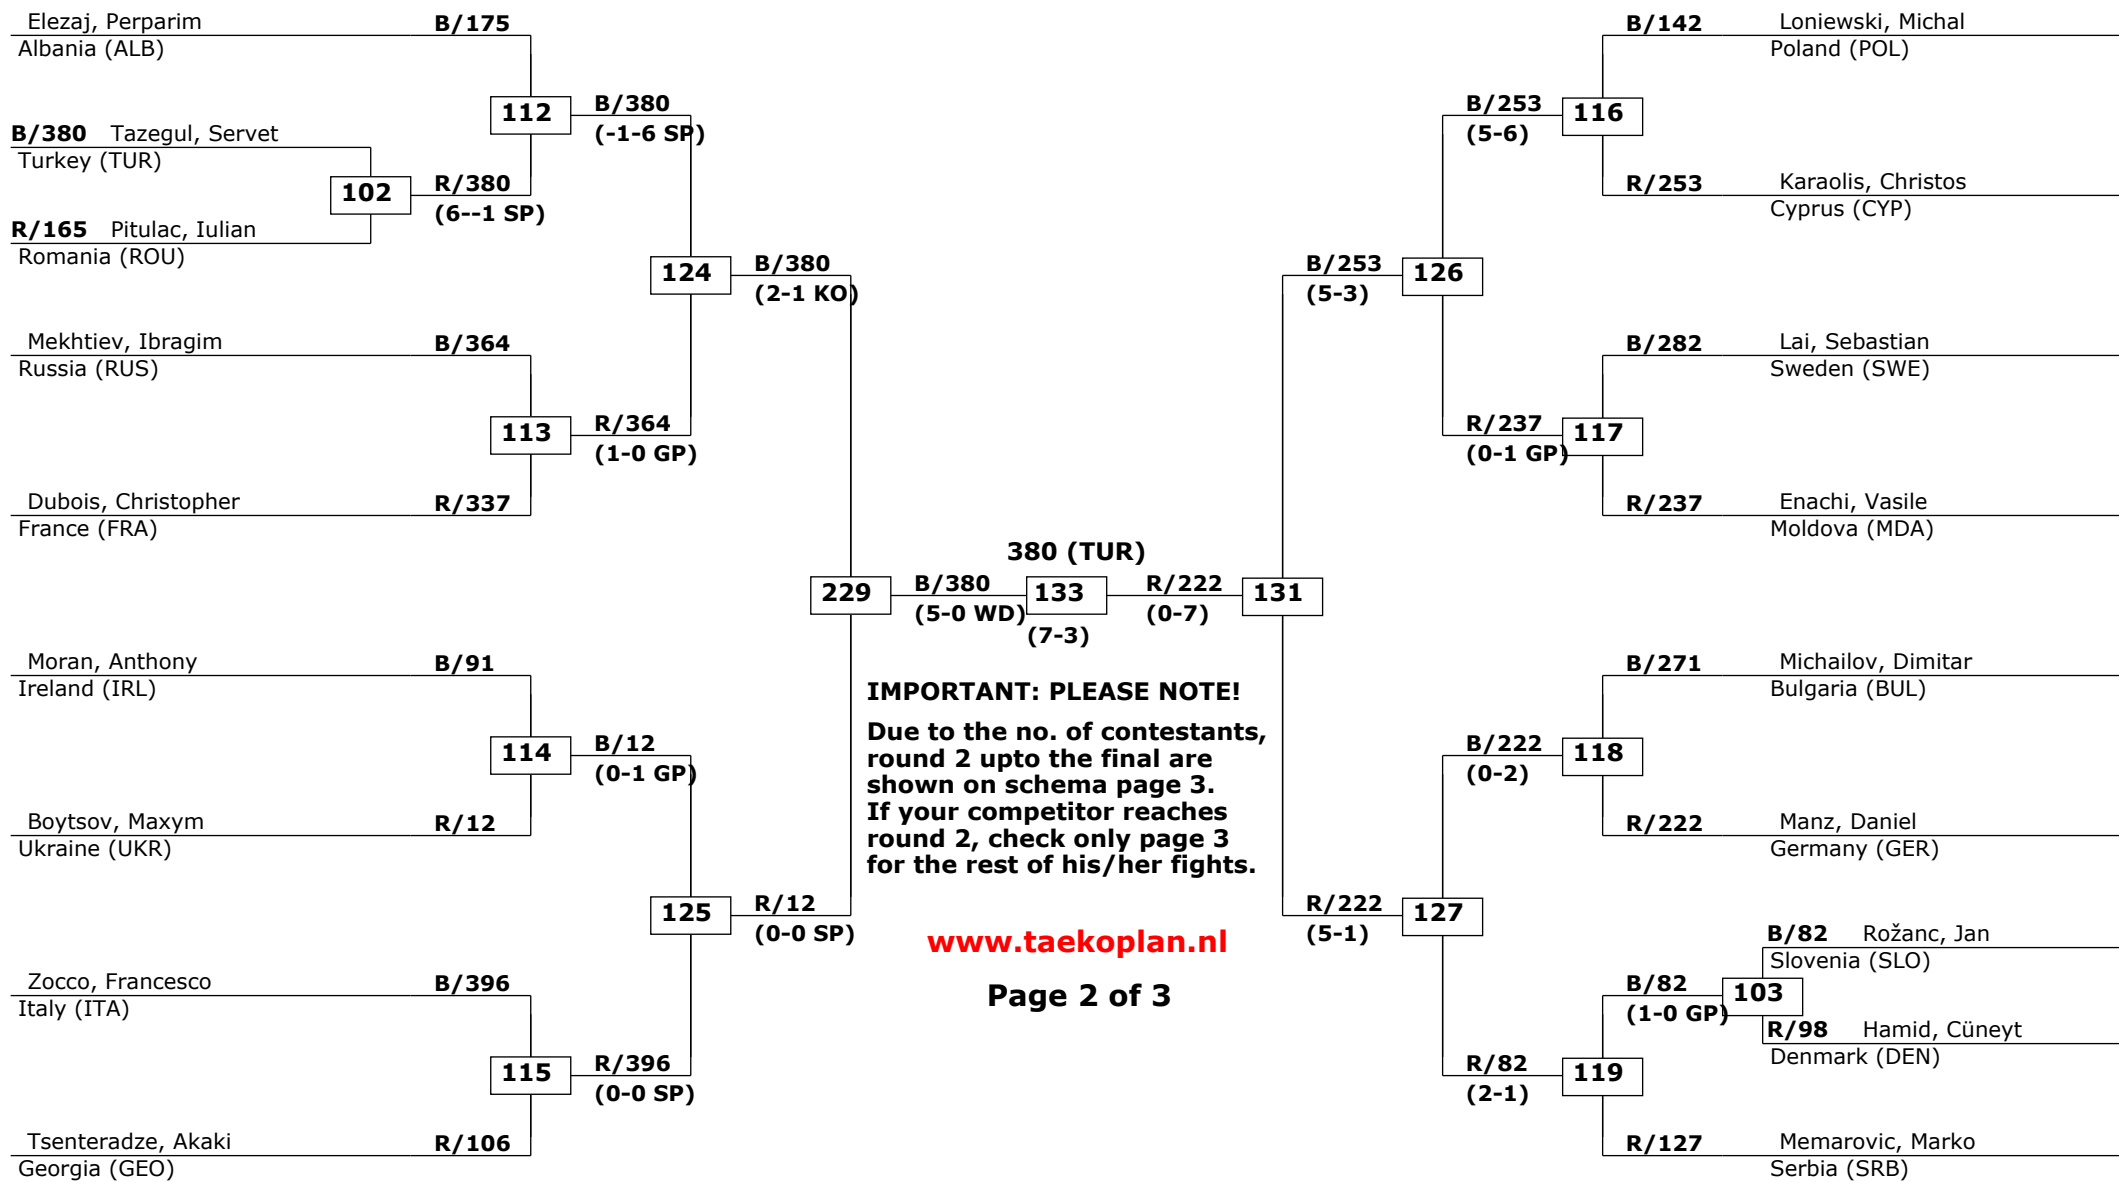 Elezaj, Perparim
B/175
Albania (ALB)
112
B/380
(-1-6 SP)
B/380 Tazegul, Servet
Turkey (TUR)
102
R/380
(6--1 SP)
R/165 Pitulac, Iulian
Romania (ROU)
124
B/380
(2-1 KO)
Mekhtiev, Ibragim
B/364
Russia (RUS)
113
R/364
(1-0 GP)
Dubois, Christopher
R/337
France (FRA)
229
B/380
(5-0 WD)
Moran, Anthony
B/91
Ireland (IRL)
114
B/12
(0-1 GP)
Boytsov, Maxym
R/12
Ukraine (UKR)
125
R/12
(0-0 SP)
Zocco, Francesco
B/396
Italy (ITA)
115
R/396
(0-0 SP)
Tsenteradze, Akaki
R/106
Georgia (GEO)
380 (TUR)
133
(7-3)
IMPORTANT: PLEASE NOTE!
Due to the no. of contestants,
round 2 upto the final are
shown on schema page 3.
If your competitor reaches
round 2, check only page 3
for the rest of his/her fights.
www.taekoplan.nl
Page 2 of 3
R/222
(0-7)
131
B/142
Loniewski, Michal
Poland (POL)
B/253
(5-6)
116
R/253
Karaolis, Christos
Cyprus (CYP)
B/253
(5-3)
126
B/282
Lai, Sebastian
Sweden (SWE)
R/237
(0-1 GP)
117
R/237
Enachi, Vasile
Moldova (MDA)
B/271
Michailov, Dimitar
Bulgaria (BUL)
B/222
(0-2)
118
R/222
Manz, Daniel
Germany (GER)
R/222
(5-1)
127
B/82 Rožanc, Jan
Slovenia (SLO)
B/82
(1-0 GP)
103
R/98 Hamid, Cüneyt
Denmark (DEN)
R/82
(2-1)
119
R/127
Memarovic, Marko
Serbia (SRB)